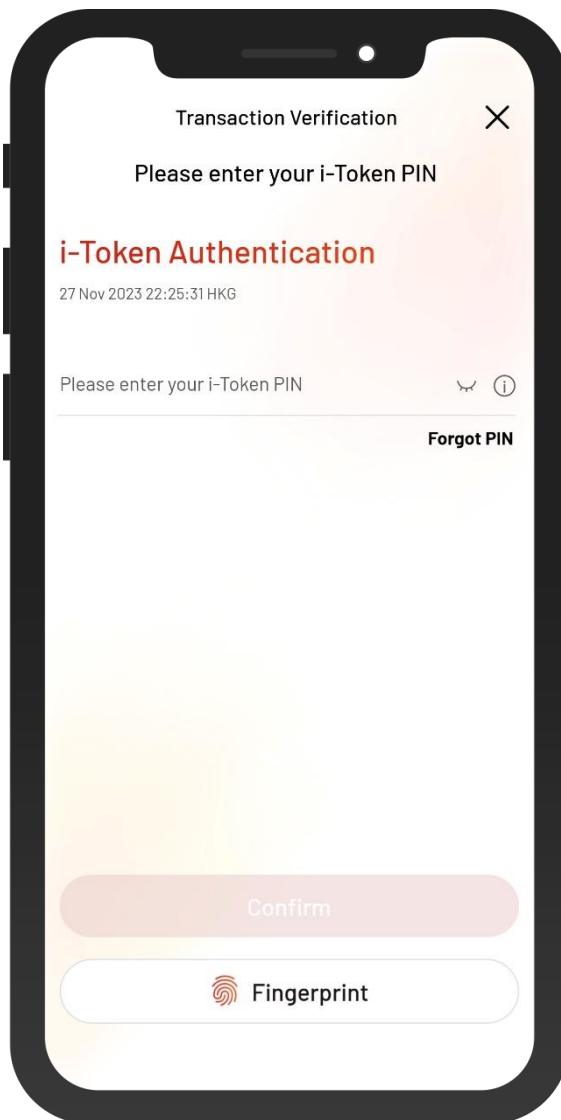 Transaction Verification
Please enter your i-Token PIN
i-Token Authentication
27 Nov 2023 22:25:31 HKG
Please enter your i-Token PIN
Forgot PIN
Confirm
Fingerprint